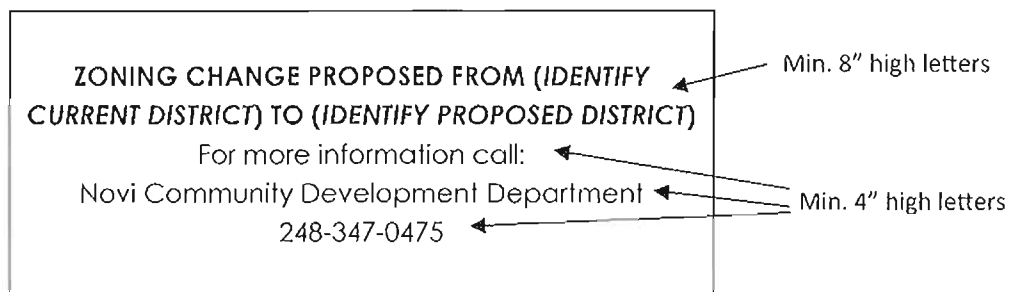 ZONING CHANGE PROPOSED FROM (IDENTIFY
CURRENT DISTRICT) TO (IDENTIFY PROPOSED DISTRICT)
For more information call:
Novi Community Development Department
248-347-0475
Min. 8" high letters
Min. 4" high letters